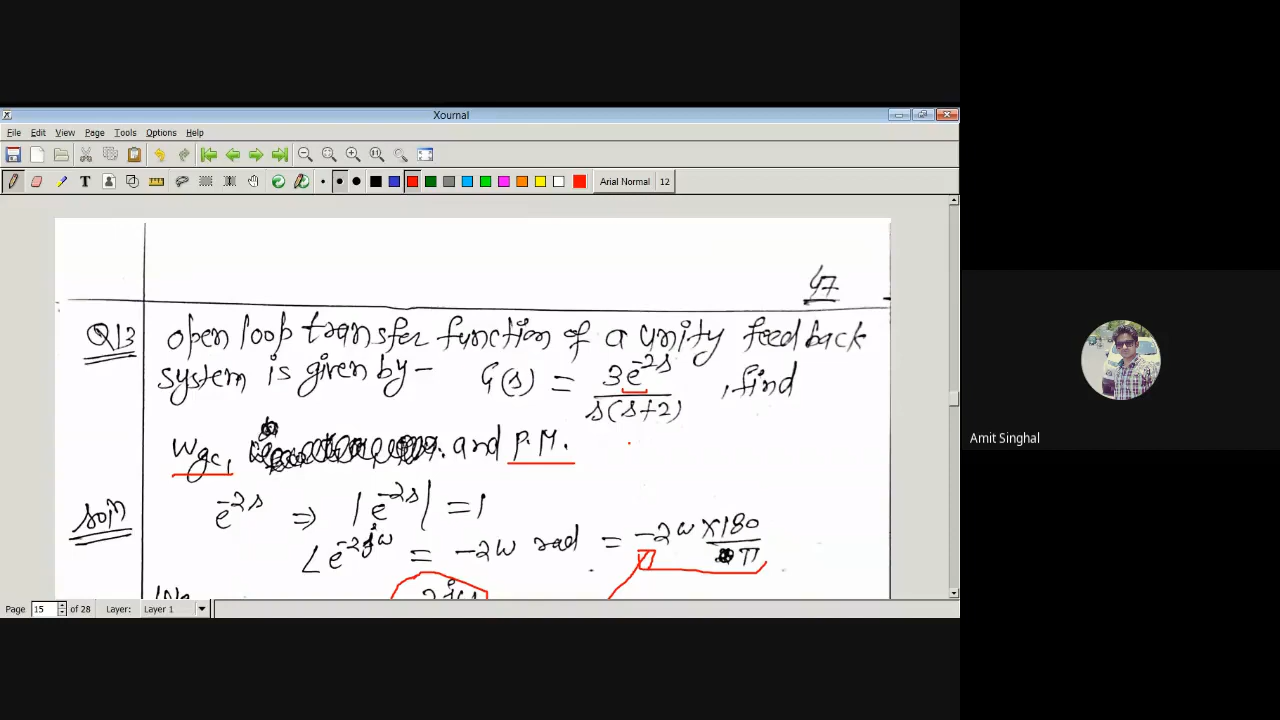 Xournal
File Edit View Page Tools Options Help
T Arial Normal 12
47
Q13 open loop transfer function of a unity feedback
system is given by - G(s) = 3e^-2s / s(s+2) , find
wgc, and P.M.
Soln e^-2s ⇒ |e^-2s| = 1
∠e^-2jω = -2ω rad = -2ω × 180 / π
Page 15 of 28 Layer: Layer 1
Amit Singhal